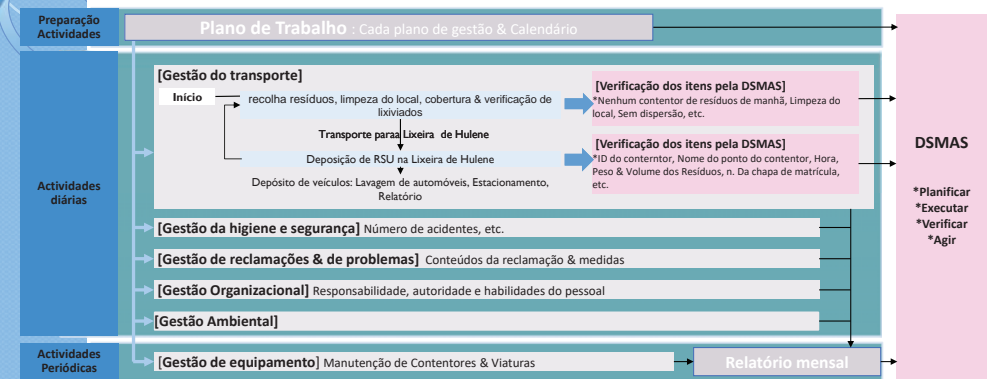 Preparação
Actividades
Plano de Trabalho : Cada plano de gestão & Calendário
Actividades
diárias
[Gestão do transporte]
Início
recolha resíduos, limpeza do local, cobertura & verificação de
lixiviados
Transporte parza Lixeira de Hulene
Deposição de RSU na Lixeira de Hulene
Depósito de veículos: Lavagem de automóveis, Estacionamento,
Relatório
[Verificação dos itens pela DSMAS]
*Nenhum contentor de resíduos de manhã, Limpeza do
local, Sem dispersão, etc.
[Verificação dos itens pela DSMAS]
*ID do conterntor, Nome do ponto do contentor, Hora,
Peso & Volume dos Resíduos, n. Da chapa de matrícula,
etc.
[Gestão da higiene e segurança] Número de acidentes, etc.
[Gestão de reclamações & de problemas] Conteúdos da reclamação & medidas
[Gestão Organizacional] Responsabilidade, autoridade e habilidades do pessoal
[Gestão Ambiental]
Actividades
Periódicas
[Gestão de equipamento] Manutenção de Contentores & Viaturas
Relatório mensal
DSMAS
*Planificar
*Executar
*Verificar
*Agir